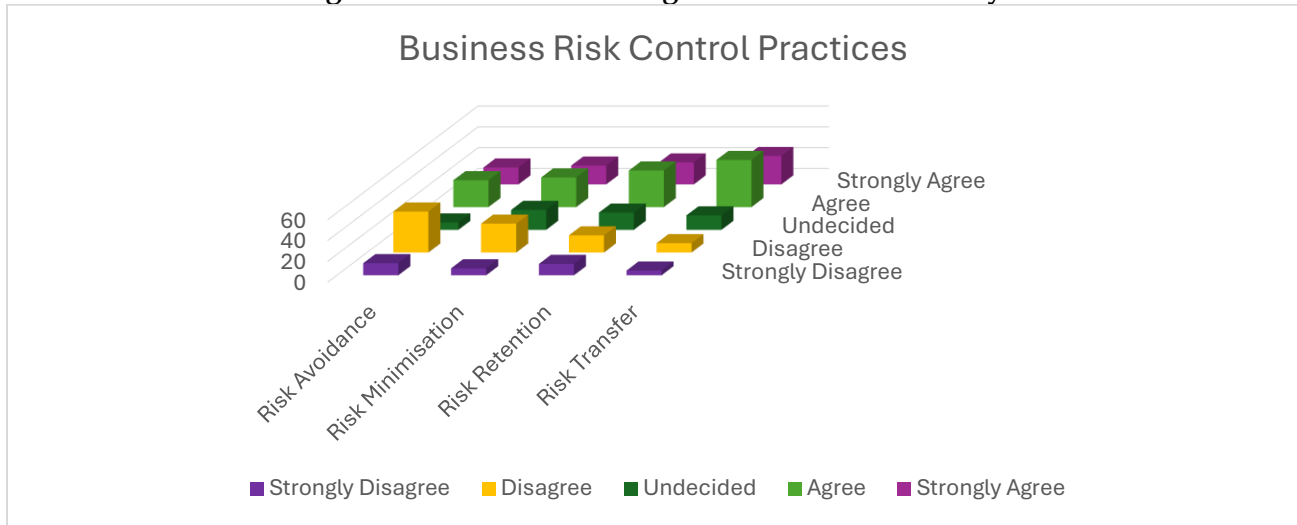 Business Risk Control Practices
Strongly Agree
Agree
Undecided
Disagree
Strongly Disagree
60
40
20
0
Risk Avoidance
Risk Minimisation
Risk Retention
Risk Transfer
Strongly Disagree Disagree Undecided Agree Strongly Agree